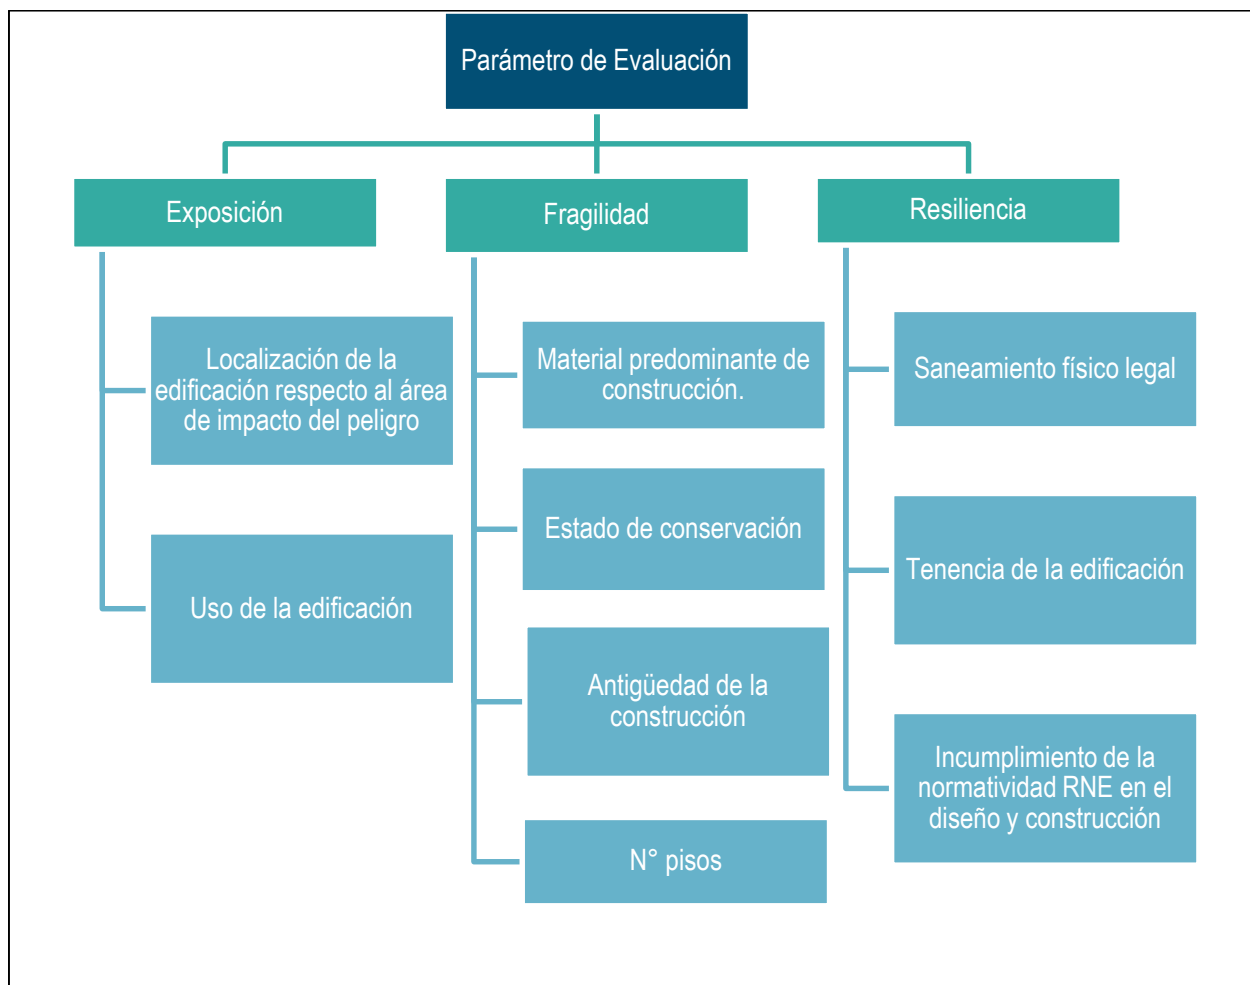 Parámetro de Evaluación
Exposición
Localización de la
edificación respecto al área
de impacto del peligro
Uso de la edificación
Fragilidad
Material predominante de
construcción.
Estado de conservación
Antigüedad de la
construcción
N° pisos
Resiliencia
Saneamiento físico legal
Tenencia de la edificación
Incumplimiento de la
normatividad RNE en el
diseño y construcción